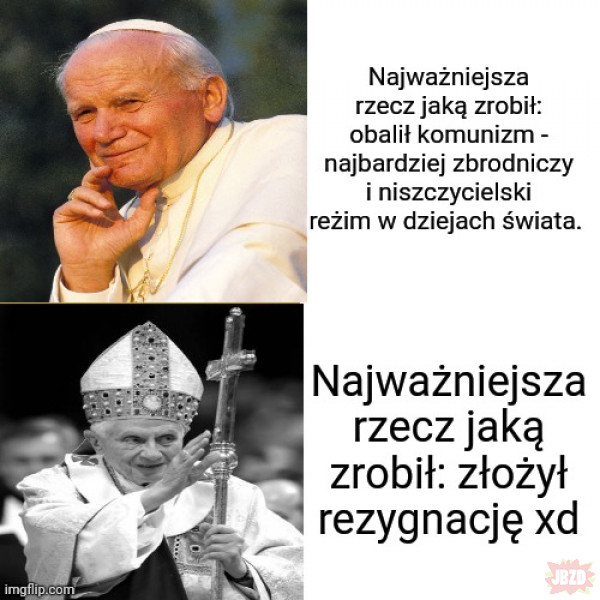 Najważniejsza
rzecz jaką zrobił:
obalił komunizm -
najbardziej zbrodniczy
i niszczycielski
reżim w dziejach świata.
Najważniejsza
rzecz jaką
zrobił: złożył
rezygnację xd
JBZD
imgflip.com